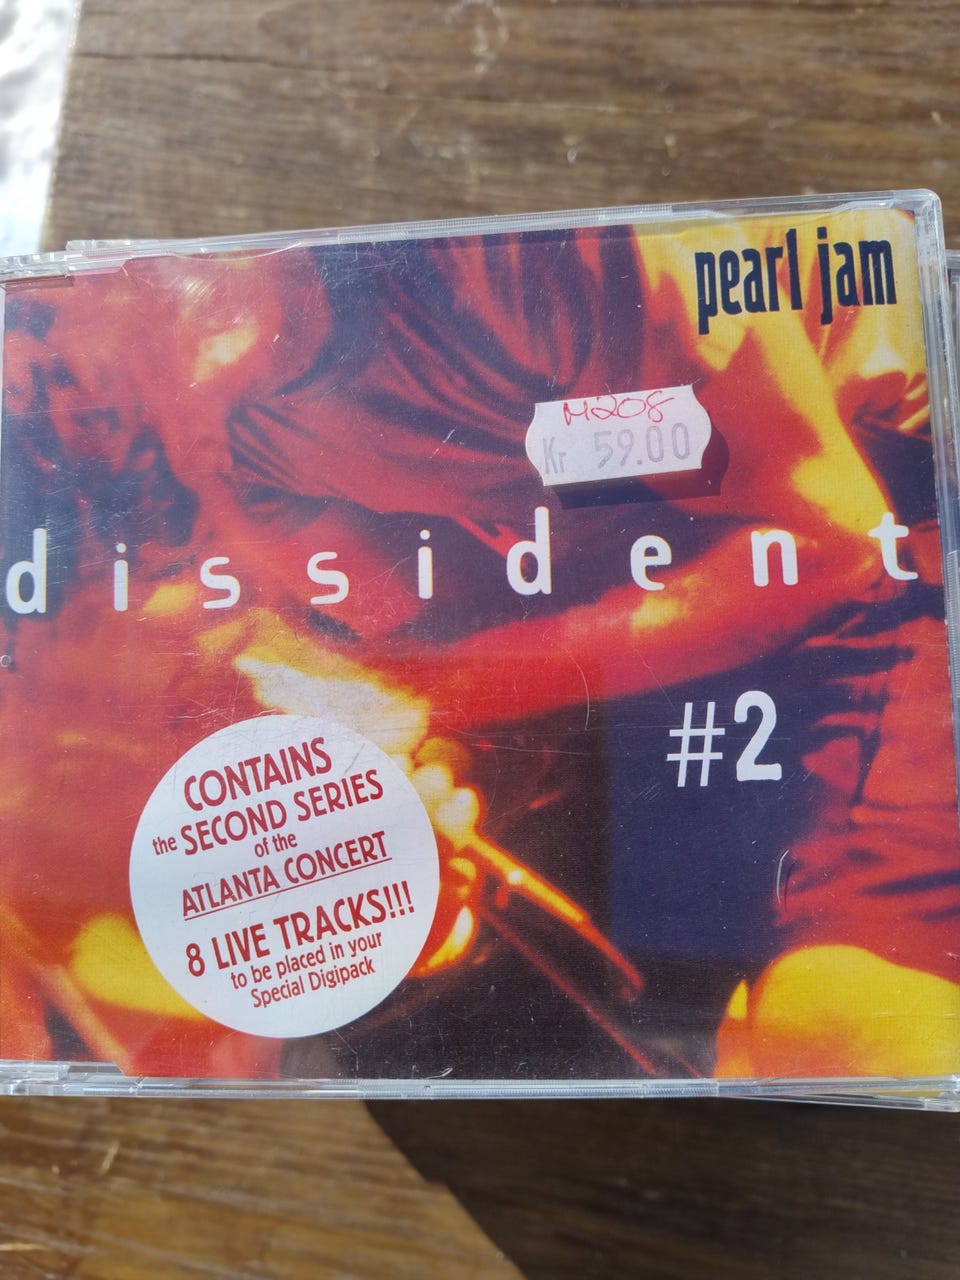 pearl jam
M208
Kr 59.00
dissident
#2
CONTAINS
the SECOND SERIES
of the
ATLANTA CONCERT
8 LIVE TRACKS!!!
to be placed in your
Special Digipack